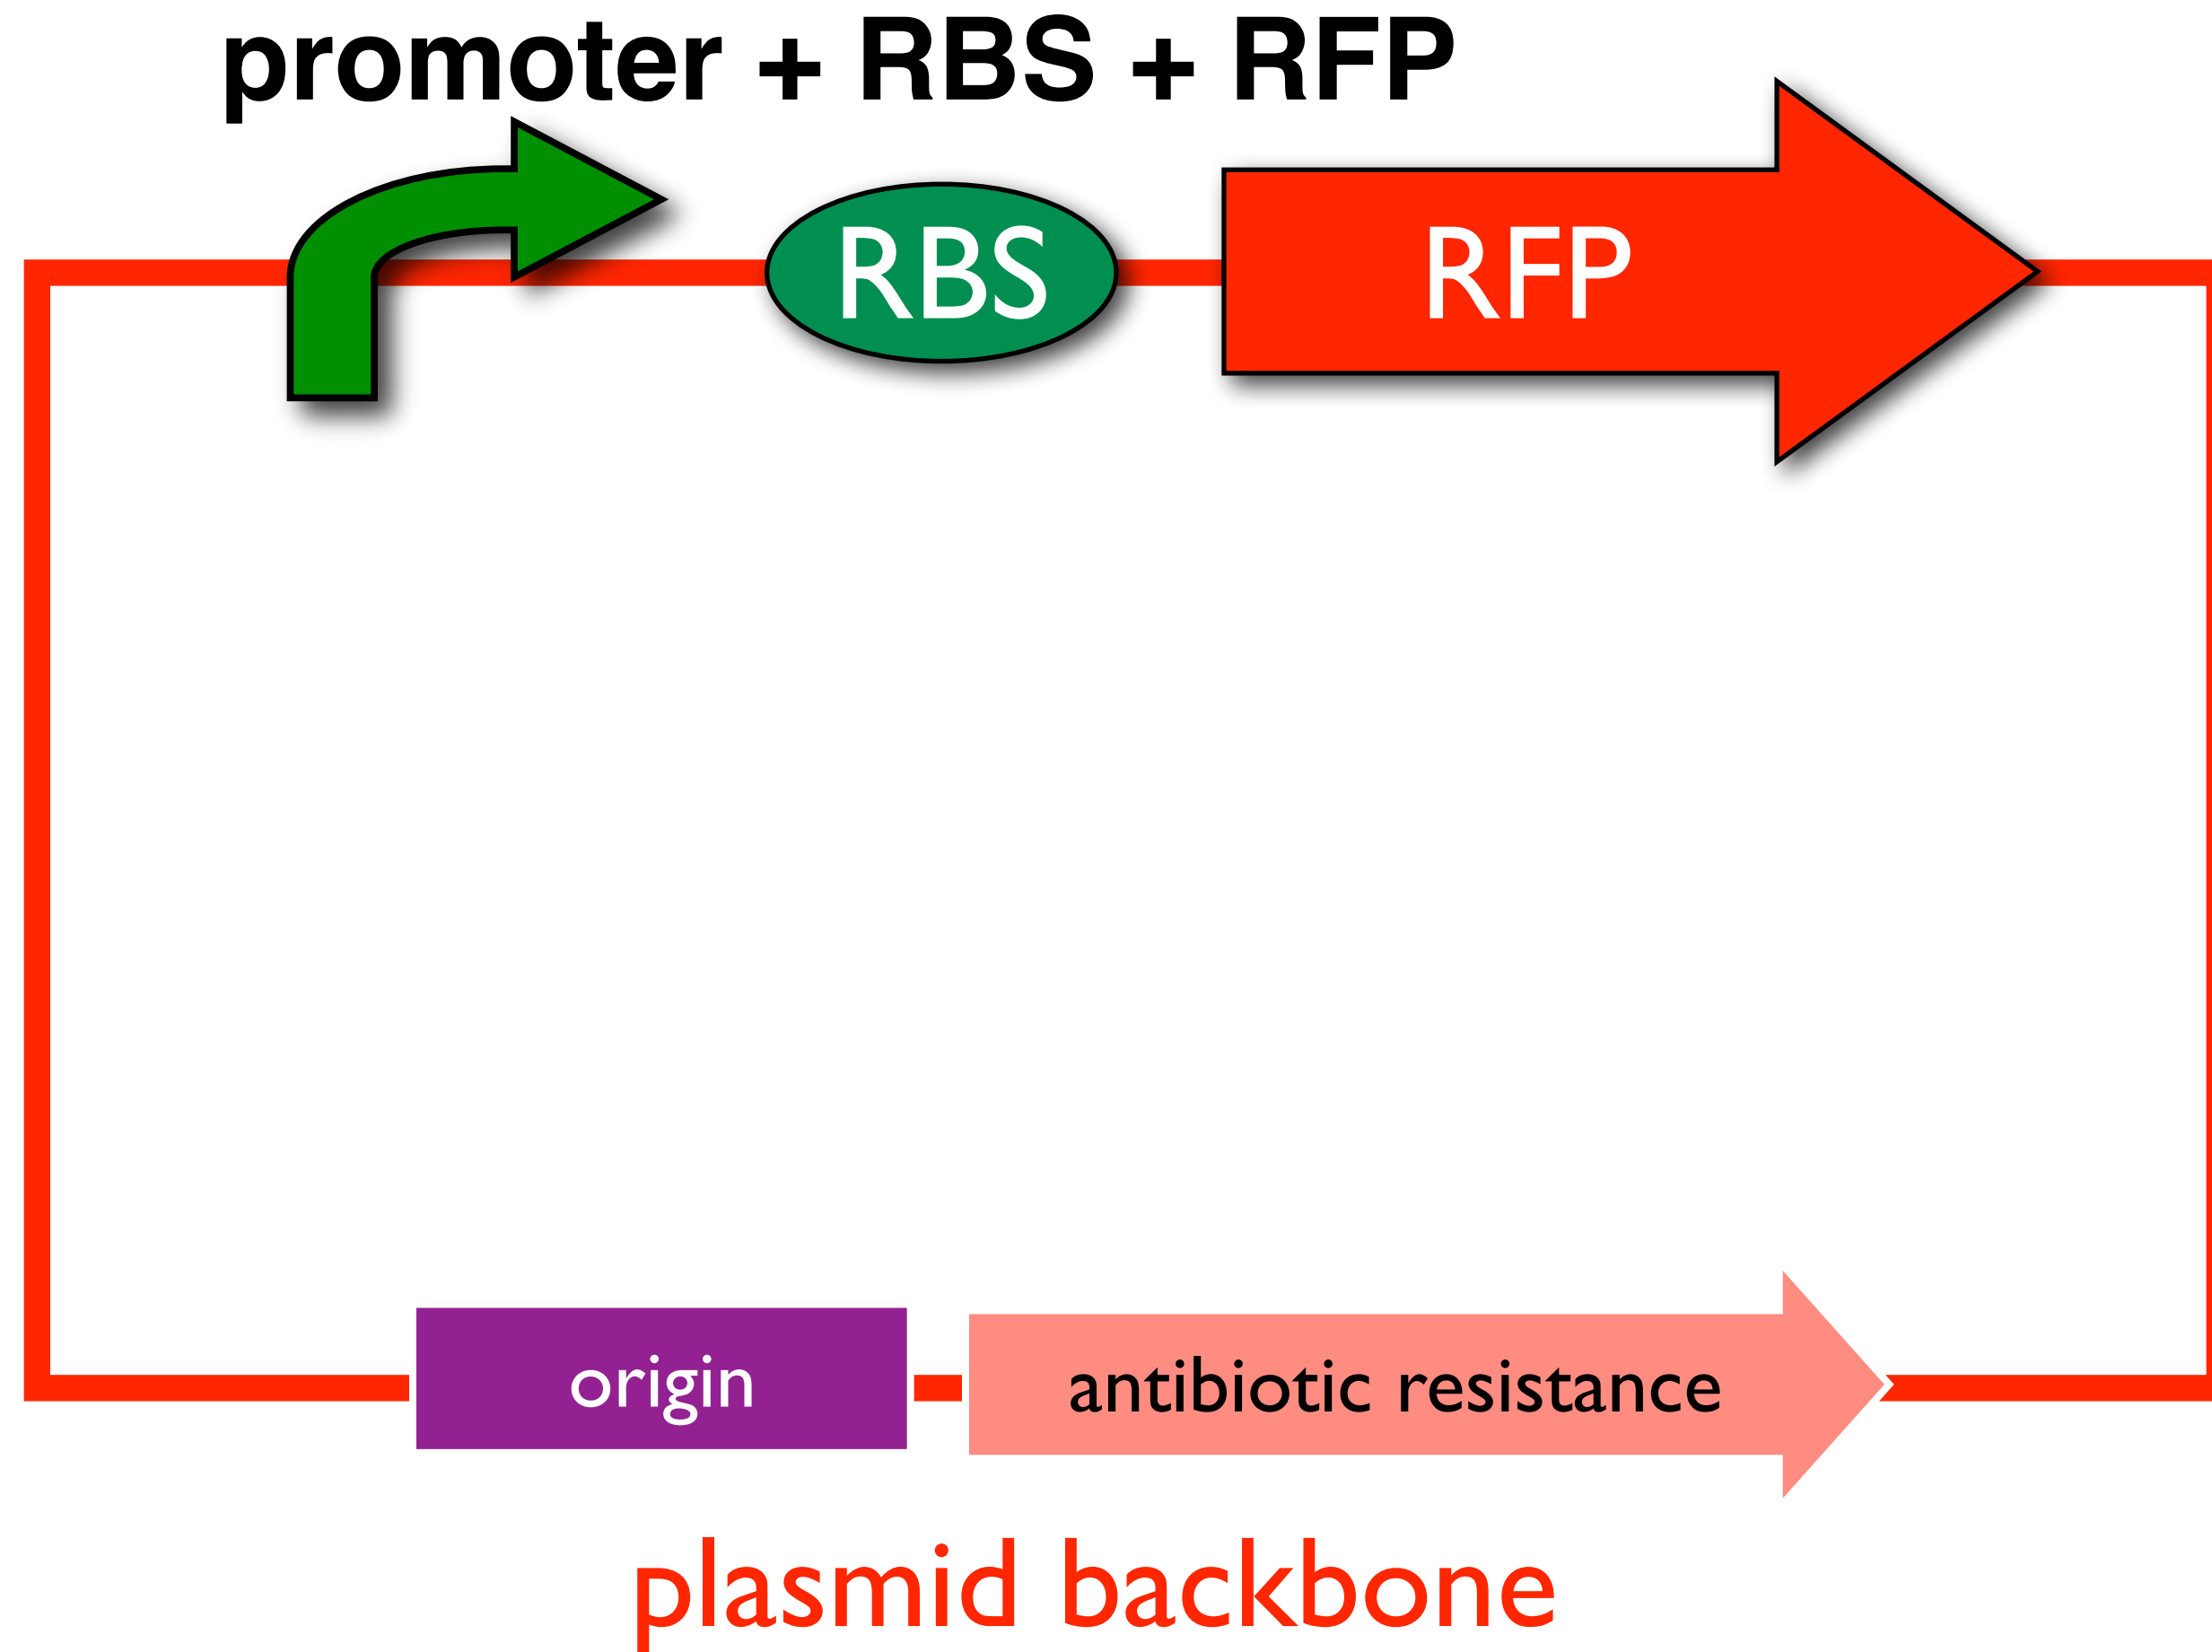 promoter + RBS + RFP
RBS
RFP
origin
antibiotic resistance
plasmid backbone